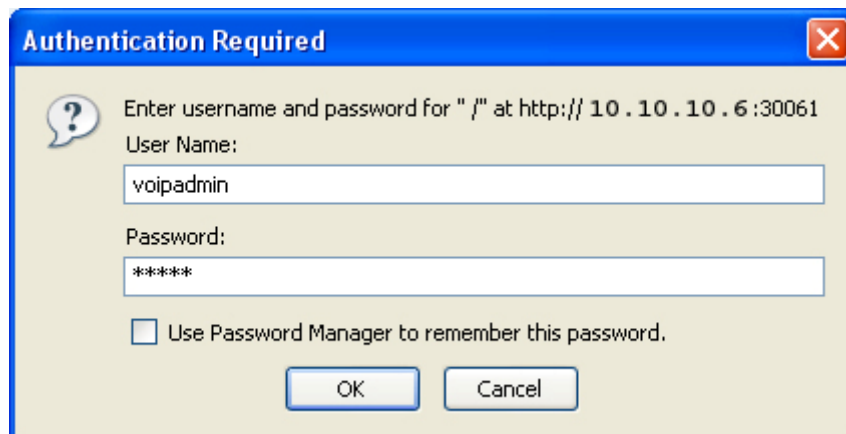 Authentication Required
Enter username and password for " /" at http:// 10.10.10.6:30061
User Name:
voipadmin
Password:
*****
Use Password Manager to remember this password.
OK
Cancel